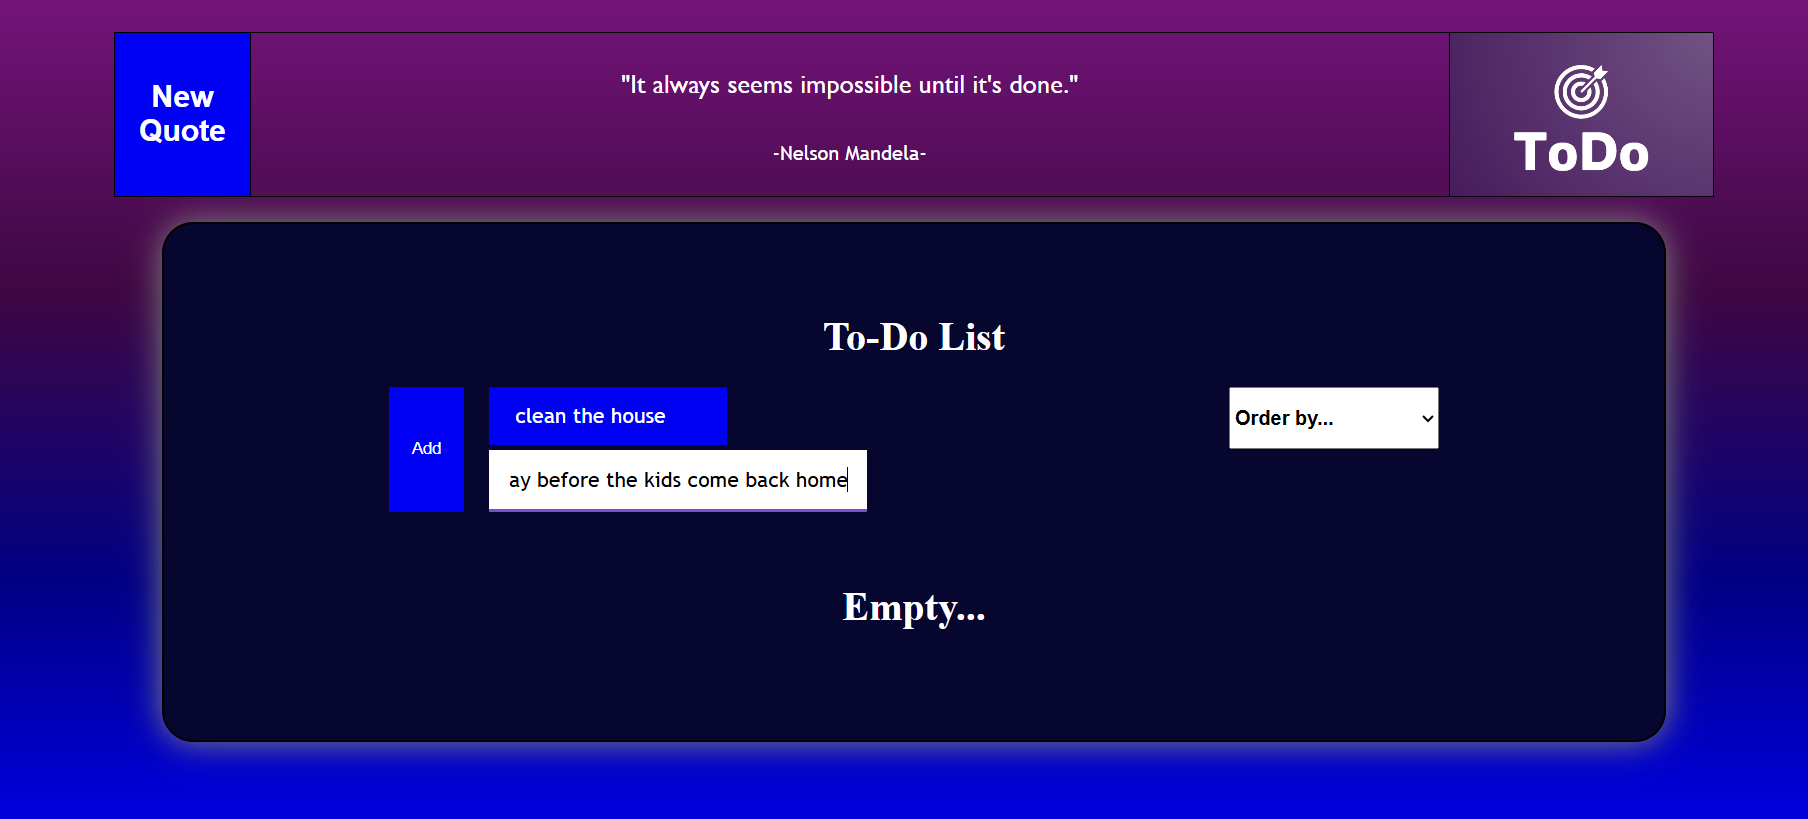 New
Quote
"It always seems impossible until it's done."
-Nelson Mandela-
ToDo
To-Do List
Add
clean the house
ay before the kids come back home
Order by...
Empty...